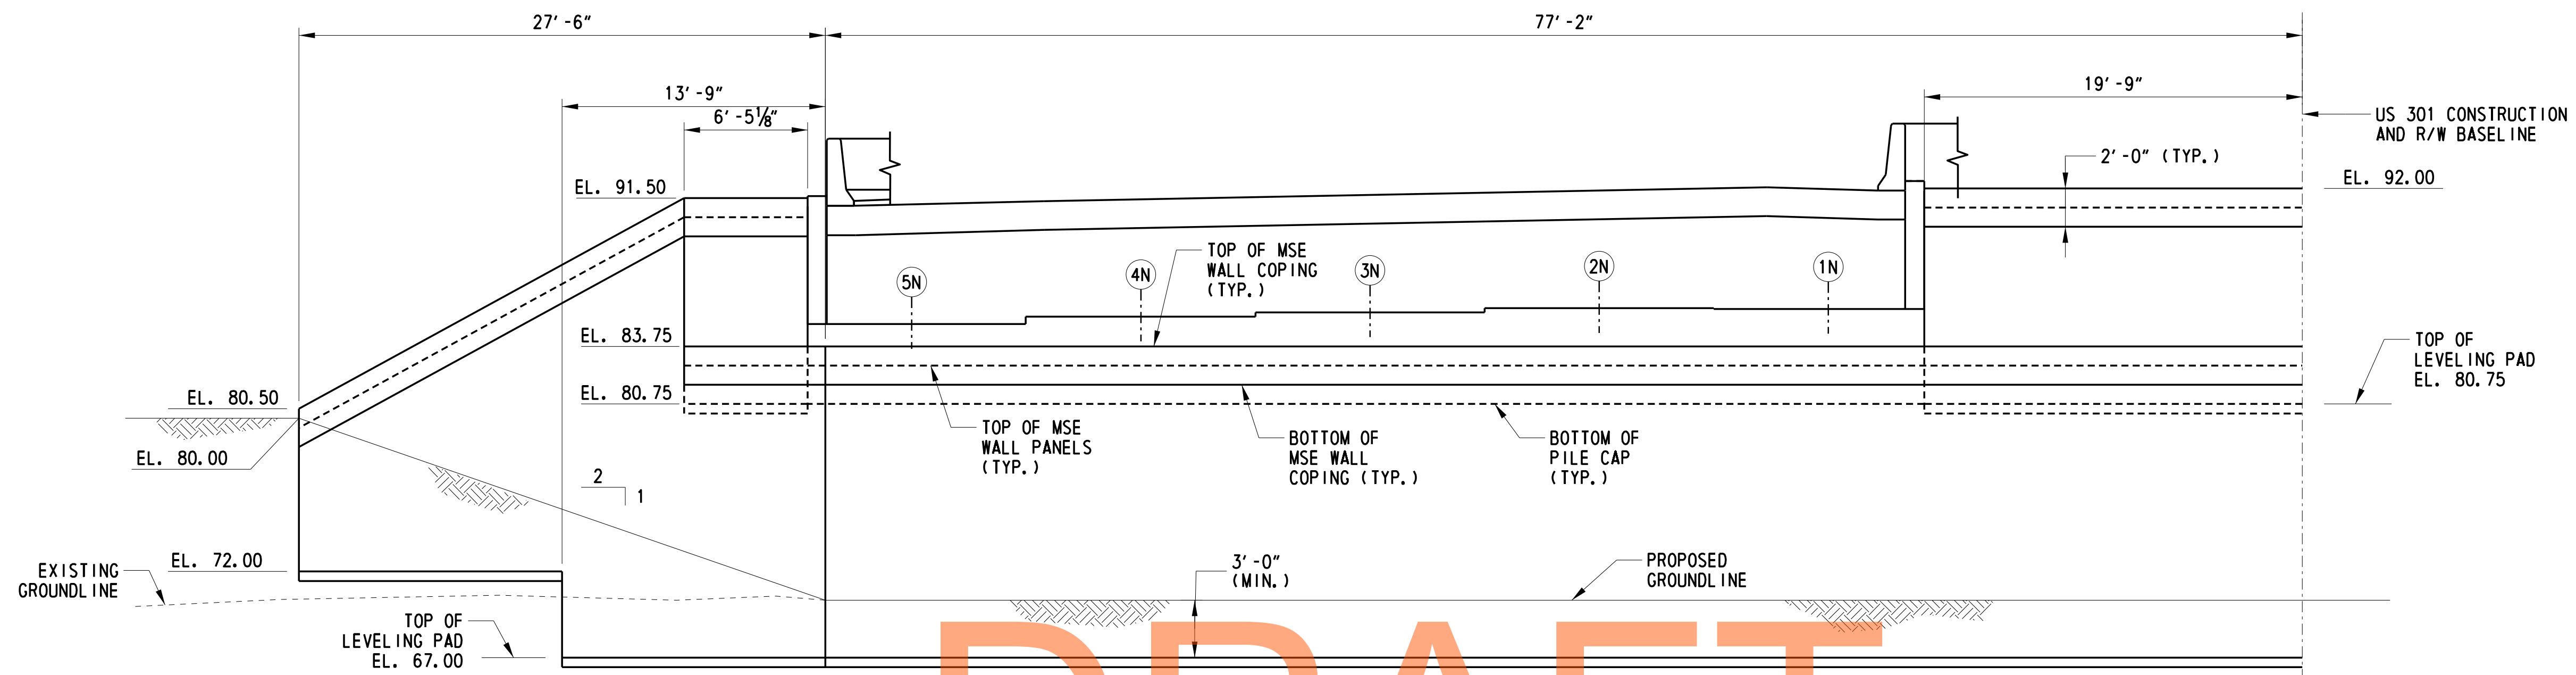 27'-6"
77'-2"
13'-9"
19'-9"
6'-5⅛"
US 301 CONSTRUCTION
AND R/W BASELINE
2'-0" (TYP.)
EL. 91.50
EL. 92.00
TOP OF MSE
WALL COPING
(TYP.)
5N
4N
3N
2N
1N
EL. 83.75
TOP OF
LEVELING PAD
EL. 80.75
EL. 80.50
EL. 80.75
TOP OF MSE
WALL PANELS
(TYP.)
BOTTOM OF
MSE WALL
COPING (TYP.)
BOTTOM OF
PILE CAP
(TYP.)
EL. 80.00
2
1
EL. 72.00
EXISTING
GROUNDLINE
3'-0"
(MIN.)
PROPOSED
GROUNDLINE
TOP OF
LEVELING PAD
EL. 67.00
DRAFT